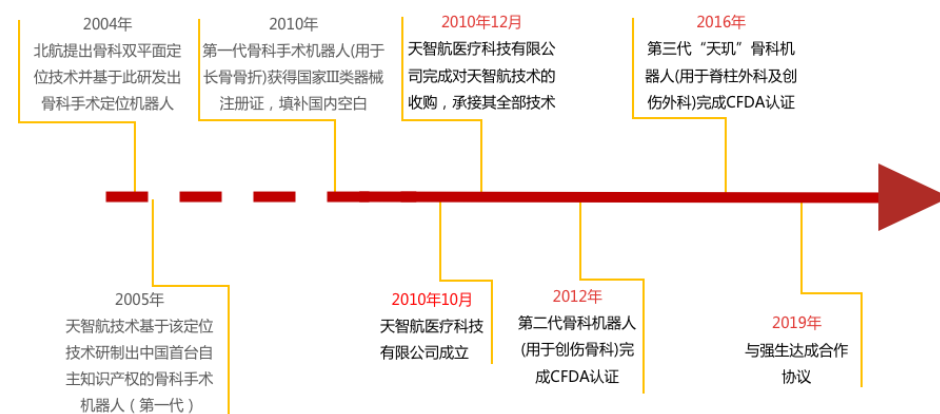 2004年
北航提出骨科双平面定
位技术并基于此研发出
骨科手术定位机器人
2010年
第一代骨科手术机器人(用于
长骨骨折)获得国家III类器械
注册证，填补国内空白
2010年12月
天智航医疗科技有限公
司完成对天智航技术的
收购，承接其全部技术
2016年
第三代“天玑”骨科机
器人(用于脊柱外科及创
伤外科)完成CFDA认证
2005年
天智航技术基于该定位
技术研制出中国首台自
主知识产权的骨科手术
机器人（第一代）
2010年10月
天智航医疗科技
有限公司成立
2012年
第二代骨科机器人
(用于创伤骨科)完
成CFDA认证
2019年
与强生达成合作
协议